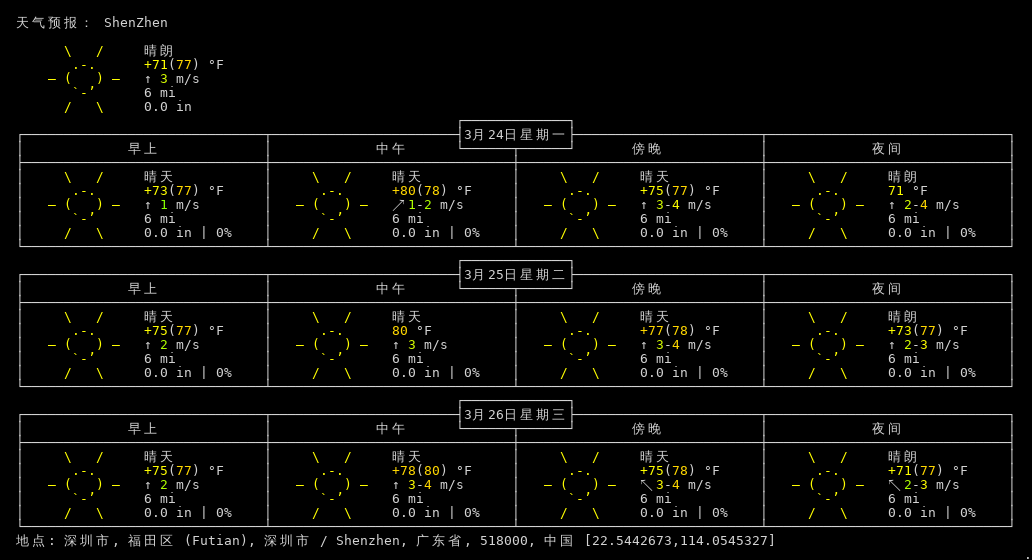 天气预报： ShenZhen
晴朗
+71(77) °F
↑ 3 m/s
6 mi
0.0 in
3月24日星期一
早上 中午 傍晚 夜间
晴天 晴天 晴天 晴朗
+73(77) °F +80(78) °F +75(77) °F 71 °F
↑ 1 m/s ↗ 1-2 m/s ↑ 3-4 m/s ↑ 2-4 m/s
6 mi 6 mi 6 mi 6 mi
0.0 in | 0% 0.0 in | 0% 0.0 in | 0% 0.0 in | 0%
3月25日星期二
早上 中午 傍晚 夜间
晴天 晴天 晴天 晴朗
+75(77) °F 80 °F +77(78) °F +73(77) °F
↑ 2 m/s ↑ 3 m/s ↑ 3-4 m/s ↑ 2-3 m/s
6 mi 6 mi 6 mi 6 mi
0.0 in | 0% 0.0 in | 0% 0.0 in | 0% 0.0 in | 0%
3月26日星期三
早上 中午 傍晚 夜间
晴天 晴天 晴天 晴朗
+75(77) °F +78(80) °F +75(78) °F +71(77) °F
↑ 2 m/s ↑ 3-4 m/s ↖ 3-4 m/s ↖ 2-3 m/s
6 mi 6 mi 6 mi 6 mi
0.0 in | 0% 0.0 in | 0% 0.0 in | 0% 0.0 in | 0%
地点: 深圳市, 福田区 (Futian), 深圳市 / Shenzhen, 广东省, 518000, 中国 [22.5442673,114.0545327]